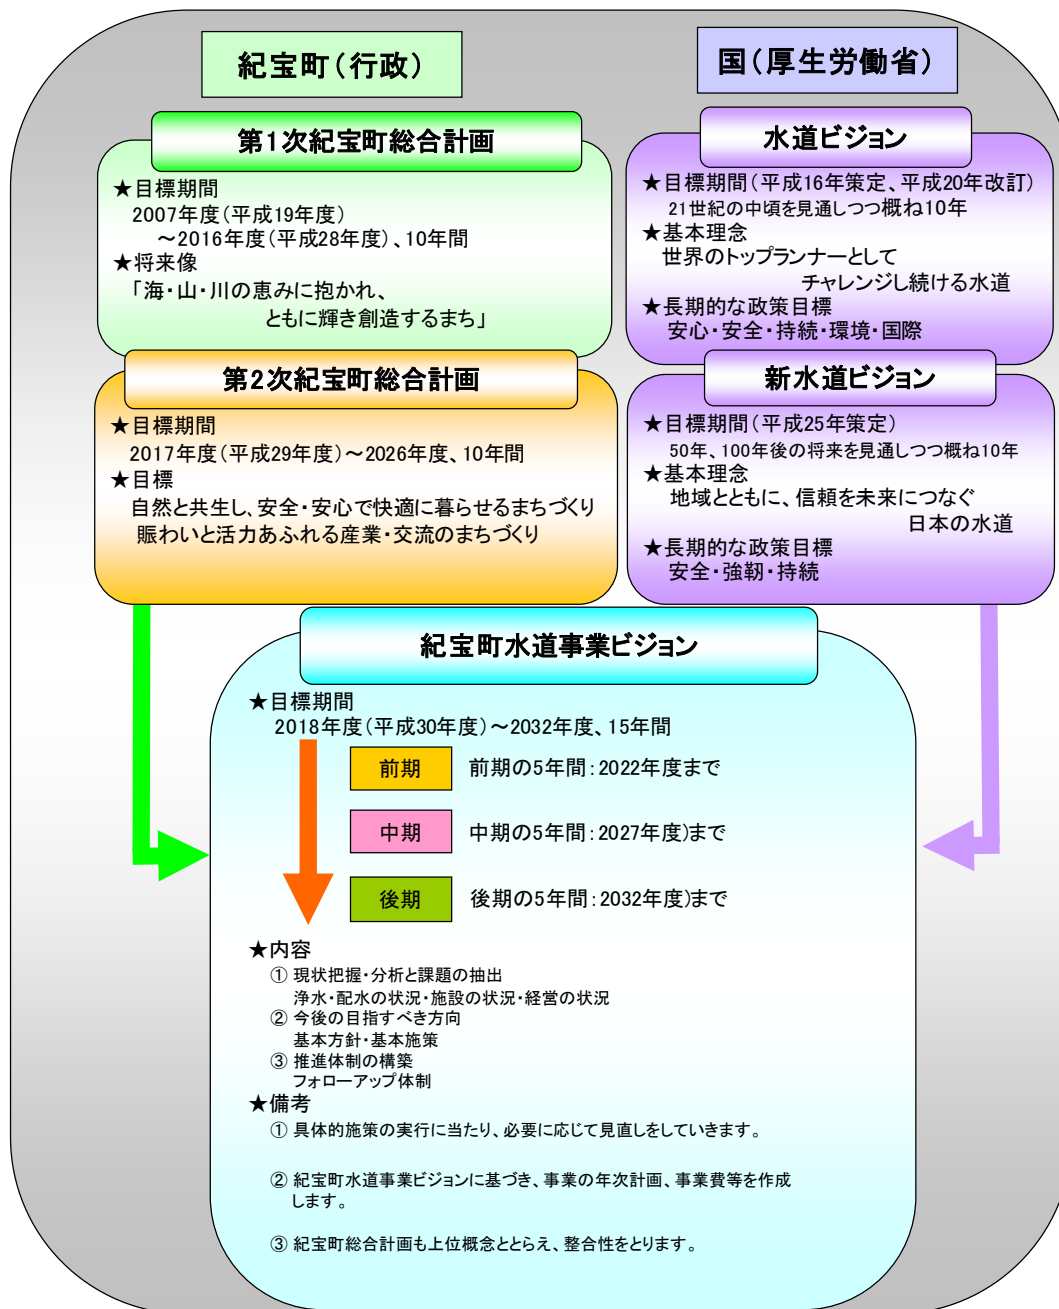 紀宝町（行政）
第1次紀宝町総合計画
★目標期間
2007年度（平成19年度）
～2016年度（平成28年度）、10年間
★将来像
「海・山・川の恵みに抱かれ、
ともに輝き創造するまち」
第2次紀宝町総合計画
★目標期間
2017年度（平成29年度）～2026年度、10年間
★目標
自然と共生し、安全・安心で快適に暮らせるまちづくり
賑わいと活力あふれる産業・交流のまちづくり
国（厚生労働省）
水道ビジョン
★目標期間（平成16年策定、平成20年改訂）
21世紀の中頃を見通しつつ概ね10年
★基本理念
世界のトップランナーとして
チャレンジし続ける水道
★長期的な政策目標
安心・安全・持続・環境・国際
新水道ビジョン
★目標期間（平成25年策定）
50年、100年後の将来を見通しつつ概ね10年
★基本理念
地域とともに、信頼を未来につなぐ
日本の水道
★長期的な政策目標
安全・強靭・持続
紀宝町水道事業ビジョン
★目標期間
2018年度（平成30年度）～2032年度、15年間
前期 前期の5年間：2022年度まで
中期 中期の5年間：2027年度）まで
後期 後期の5年間：2032年度）まで
★内容
① 現状把握・分析と課題の抽出
浄水・配水の状況・施設の状況・経営の状況
② 今後の目指すべき方向
基本方針・基本施策
③ 推進体制の構築
フォローアップ体制
★備考
① 具体的施策の実行に当たり、必要に応じて見直しをしていきます。
② 紀宝町水道事業ビジョンに基づき、事業の年次計画、事業費等を作成
します。
③ 紀宝町総合計画も上位概念ととらえ、整合性をとります。